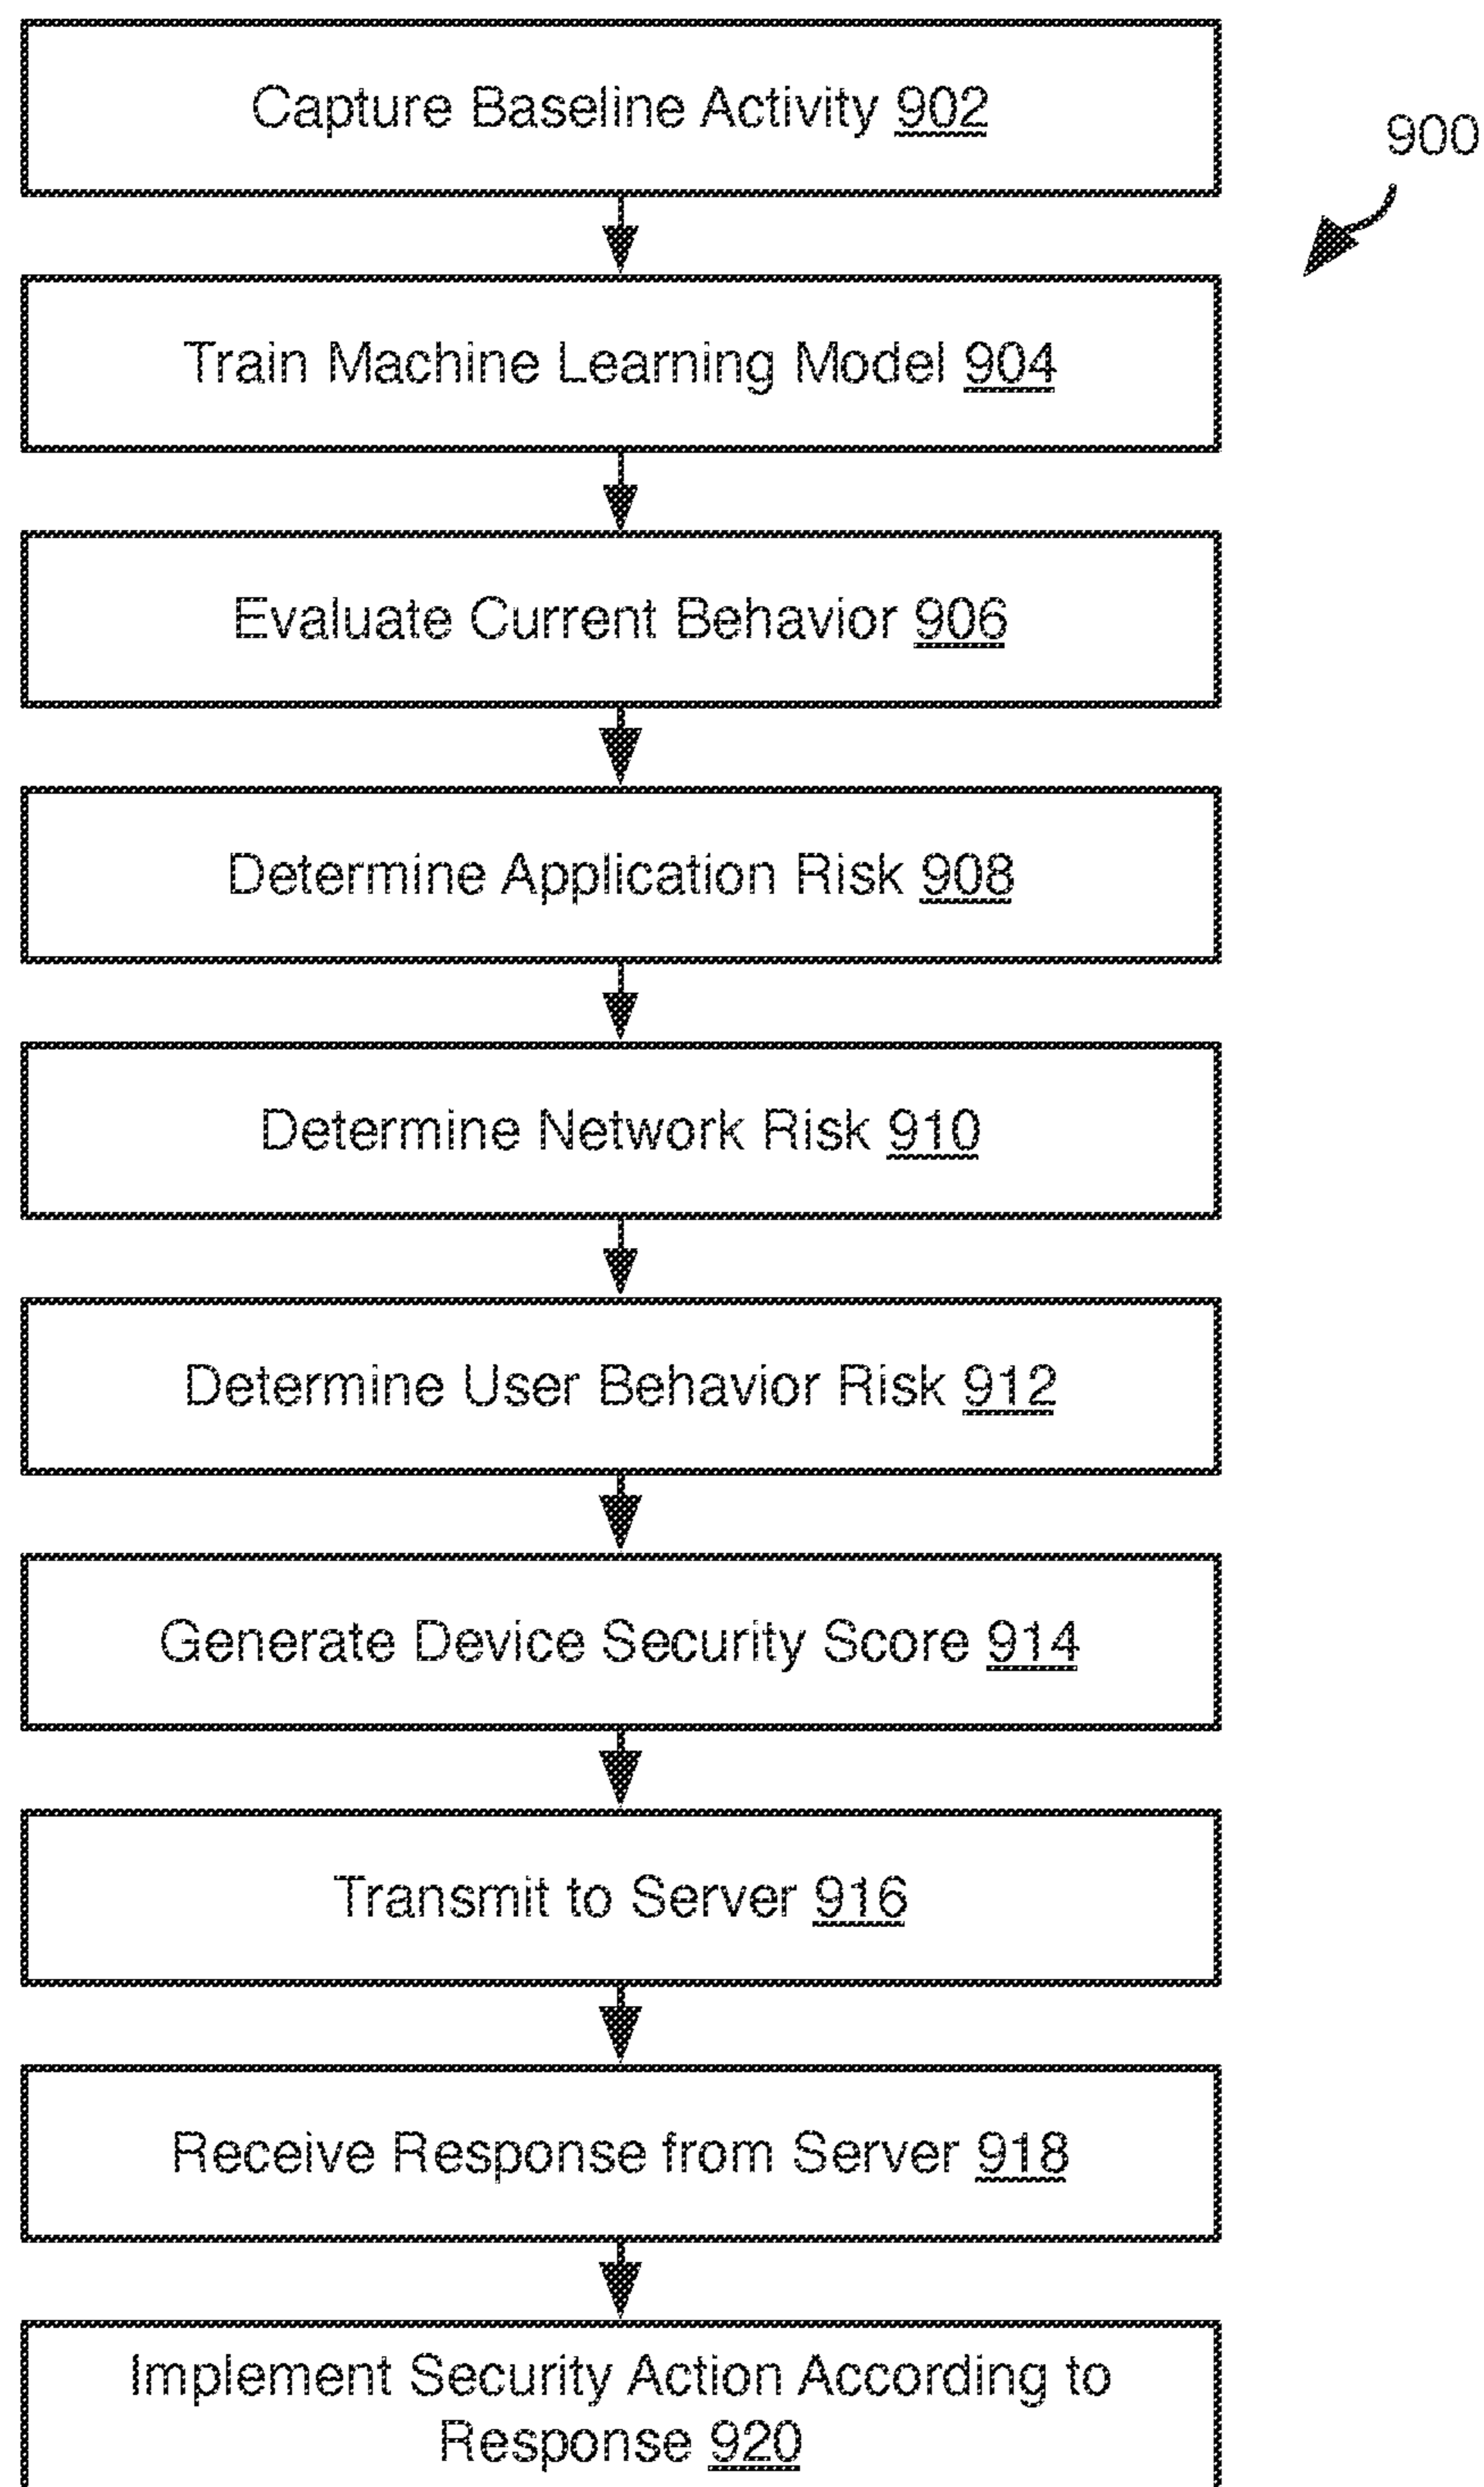 Capture Baseline Activity 902
900
Train Machine Learning Model 904
Evaluate Current Behavior 906
Determine Application Risk 908
Determine Network Risk 910
Determine User Behavior Risk 912
Generate Device Security Score 914
Transmit to Server 916
Receive Response from Server 918
Implement Security Action According to
Response 920